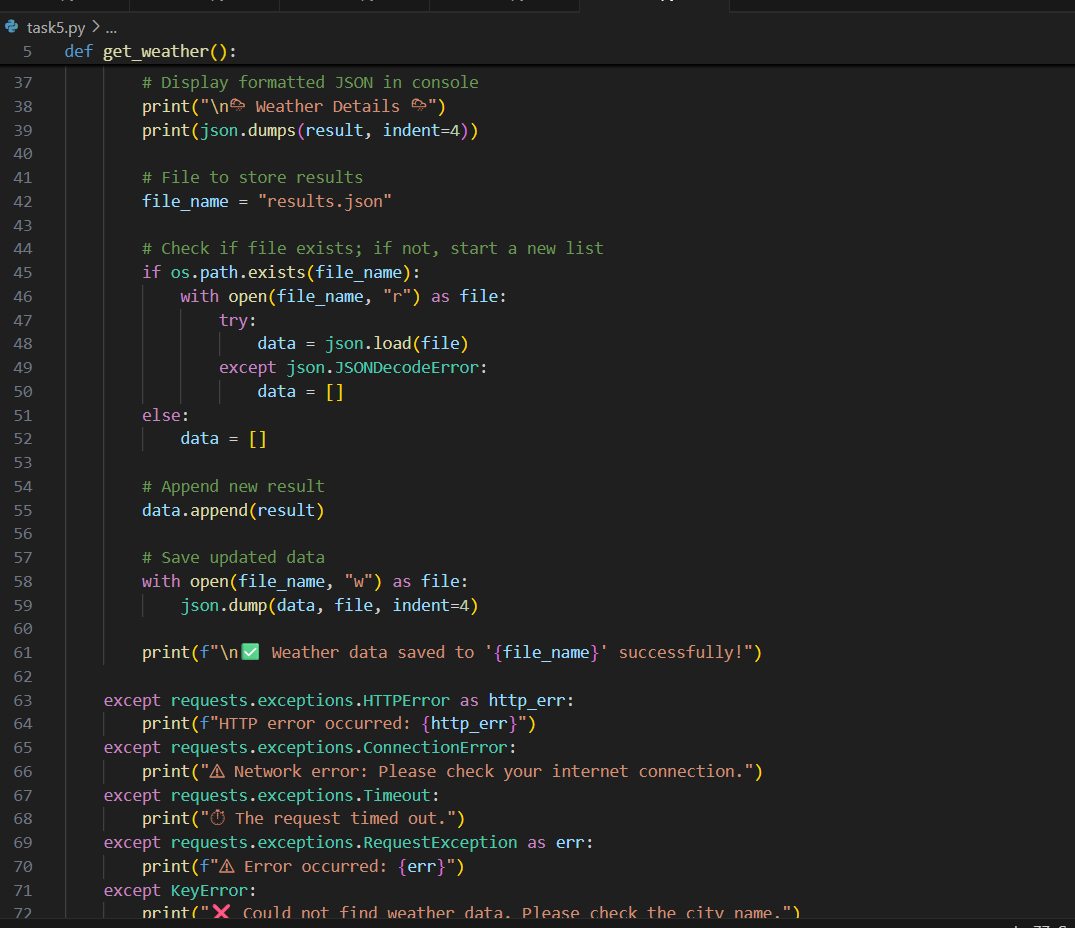 task5.py > ...
5 def get_weather():
37 # Display formatted JSON in console
38 print("\n🌧 Weather Details 🌧")
39 print(json.dumps(result, indent=4))
40
41 # File to store results
42 file_name = "results.json"
43
44 # Check if file exists; if not, start a new list
45 if os.path.exists(file_name):
46 with open(file_name, "r") as file:
47 try:
48 data = json.load(file)
49 except json.JSONDecodeError:
50 data = []
51 else:
52 data = []
53
54 # Append new result
55 data.append(result)
56
57 # Save updated data
58 with open(file_name, "w") as file:
59 json.dump(data, file, indent=4)
60
61 print(f"\n✅ Weather data saved to '{file_name}' successfully!")
62
63 except requests.exceptions.HTTPError as http_err:
64 print(f"HTTP error occurred: {http_err}")
65 except requests.exceptions.ConnectionError:
66 print("⚠ Network error: Please check your internet connection.")
67 except requests.exceptions.Timeout:
68 print("⏱ The request timed out.")
69 except requests.exceptions.RequestException as err:
70 print(f"⚠ Error occurred: {err}")
71 except KeyError:
72 print("❌ Could not find weather data. Please check the city name.")